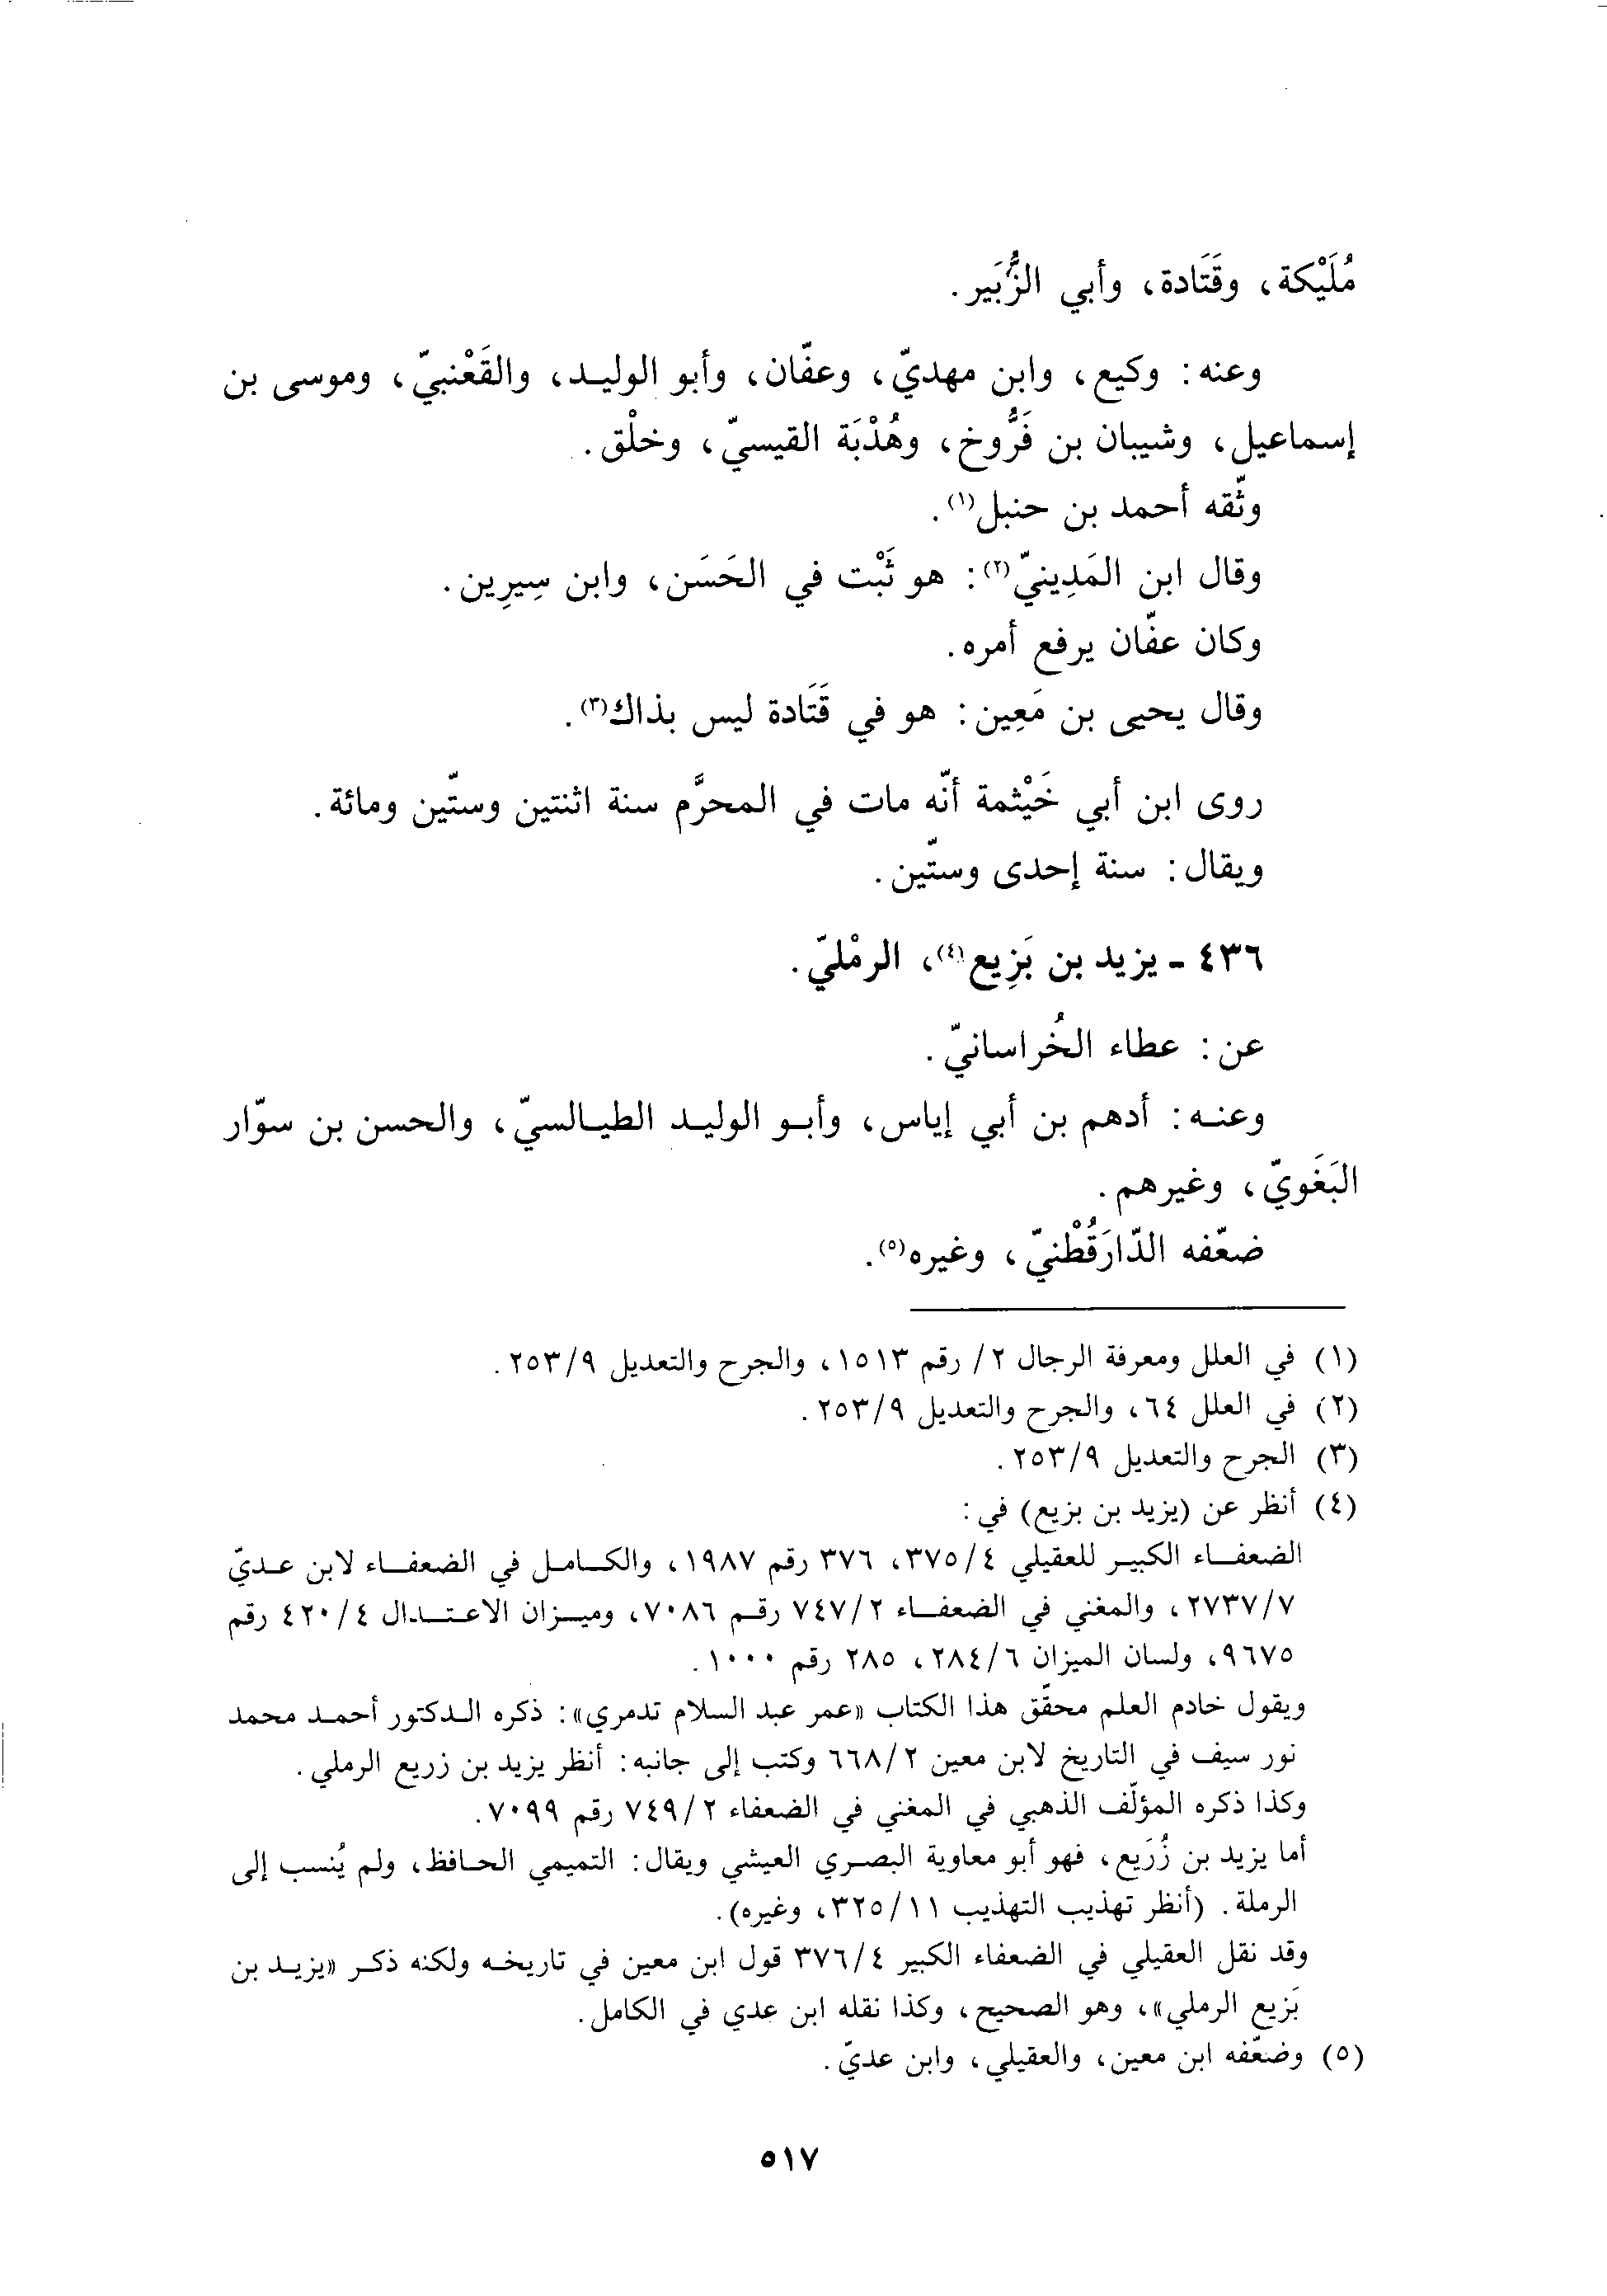 مُلَيْكة، وقَتَادة، وأبي الزُّبَير.
وعنه: وكيع، وابن مهديّ، وعفّان، وأبو الوليد، والقَعْنبيّ، وموسى بن
إسماعيل، وشيبان بن فَرُّوخ، وهُدْبَة القيسيّ، وخلْق.
وثّقه أحمد بن حنبل(١).
وقال ابن المَدِينيّ(٢): هو ثَبْت في الحَسَن، وابن سِيرِين.
وكان عفّان يرفع أمره.
وقال يحيى بن مَعِين: هو في قَتَادة ليس بذاك(٣).
روى ابن أبي خَيْثمة أنّه مات في المحرَّم سنة اثنتين وستّين ومائة.
ويقال: سنة إحدى وستّين.
٤٣٦ - يزيد بن بَزِيع(٤)، الرمْليّ.
عن: عطاء الخُراسانيّ.
وعنه: أدهم بن أبي إياس، وأبو الوليد الطيالسيّ، والحسن بن سوّار
البَغَويّ، وغيرهم.
ضعّفه الدّارَقُطْنيّ، وغيره(٥).
(١) في العلل ومعرفة الرجال ٢/ رقم ١٥١٣، والجرح والتعديل ٢٥٣/٩.
(٢) في العلل ٦٤، والجرح والتعديل ٢٥٣/٩.
(٣) الجرح والتعديل ٢٥٣/٩.
(٤) أنظر عن (يزيد بن بزيع) في:
الضعفاء الكبير للعقيلي ٣٧٥/٤، ٣٧٦ رقم ١٩٨٧، والكامل في الضعفاء لابن عديّ
٢٧٣٧/٧، والمغني في الضعفاء ٧٤٧/٢ رقم ٧٠٨٦، وميزان الاعتدال ٤٢٠/٤ رقم
٩٦٧٥، ولسان الميزان ٢٨٤/٦، ٢٨٥ رقم ١٠٠٠.
ويقول خادم العلم محقّق هذا الكتاب «عمر عبد السلام تدمري»: ذكره الدكتور أحمد محمد
نور سيف في التاريخ لابن معين ٦٦٨/٢ وكتب إلى جانبه: أنظر يزيد بن زريع الرملي.
وكذا ذكره المؤلّف الذهبي في المغني في الضعفاء ٧٤٩/٢ رقم ٧٠٩٩.
أما يزيد بن زُرَيع، فهو أبو معاوية البصري العيشي ويقال: التميمي الحافظ، ولم يُنسب إلى
الرملة. (أنظر تهذيب التهذيب ٣٢٥/١١، وغيره).
وقد نقل العقيلي في الضعفاء الكبير ٣٧٦/٤ قول ابن معين في تاريخه ولكنه ذكر «يزيد بن
بَزيع الرملي»، وهو الصحيح، وكذا نقله ابن عدي في الكامل.
(٥) وضعّفه ابن معين، والعقيلي، وابن عديّ.
٥١٧